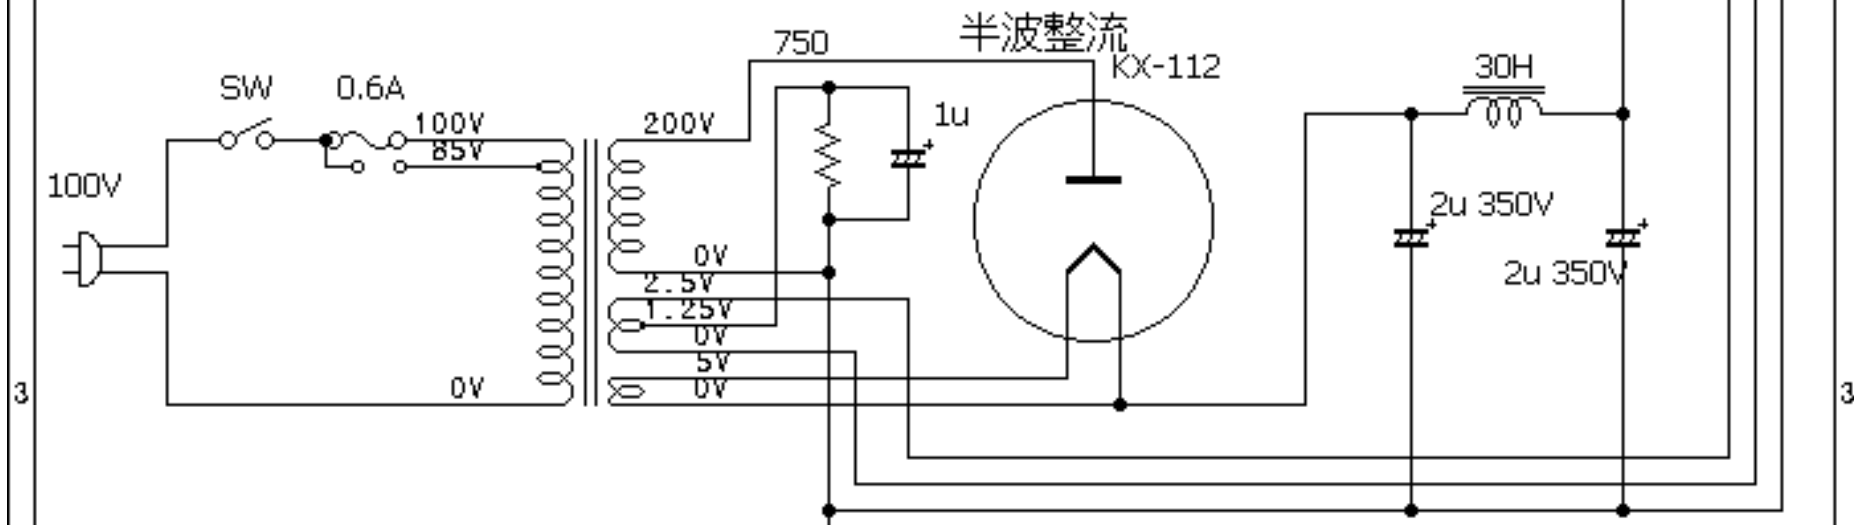 半波整流
750
KX-112
30H
SW
0.6A
100V
200V
1u
85V
100V
2u 350V
0V
2.5V
2u 350V
1.25V
0V
5V
0V
0V
3
3